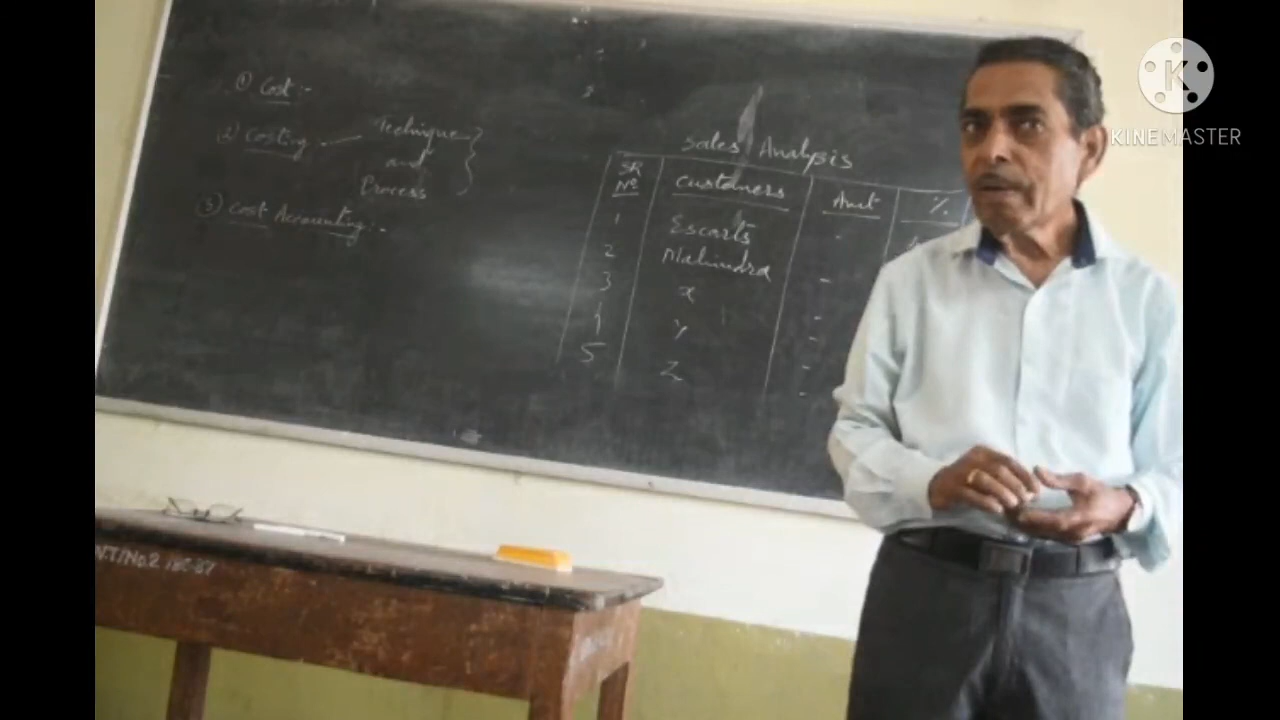 ① Cost :-
② Costing — Technique
and
Process
③ Cost Accounting :-
Sales Analysis
SR No Customers Amt %
1 Escorts -
2 Mahindra -
3 x -
4 y -
5 z -
KINEMASTER